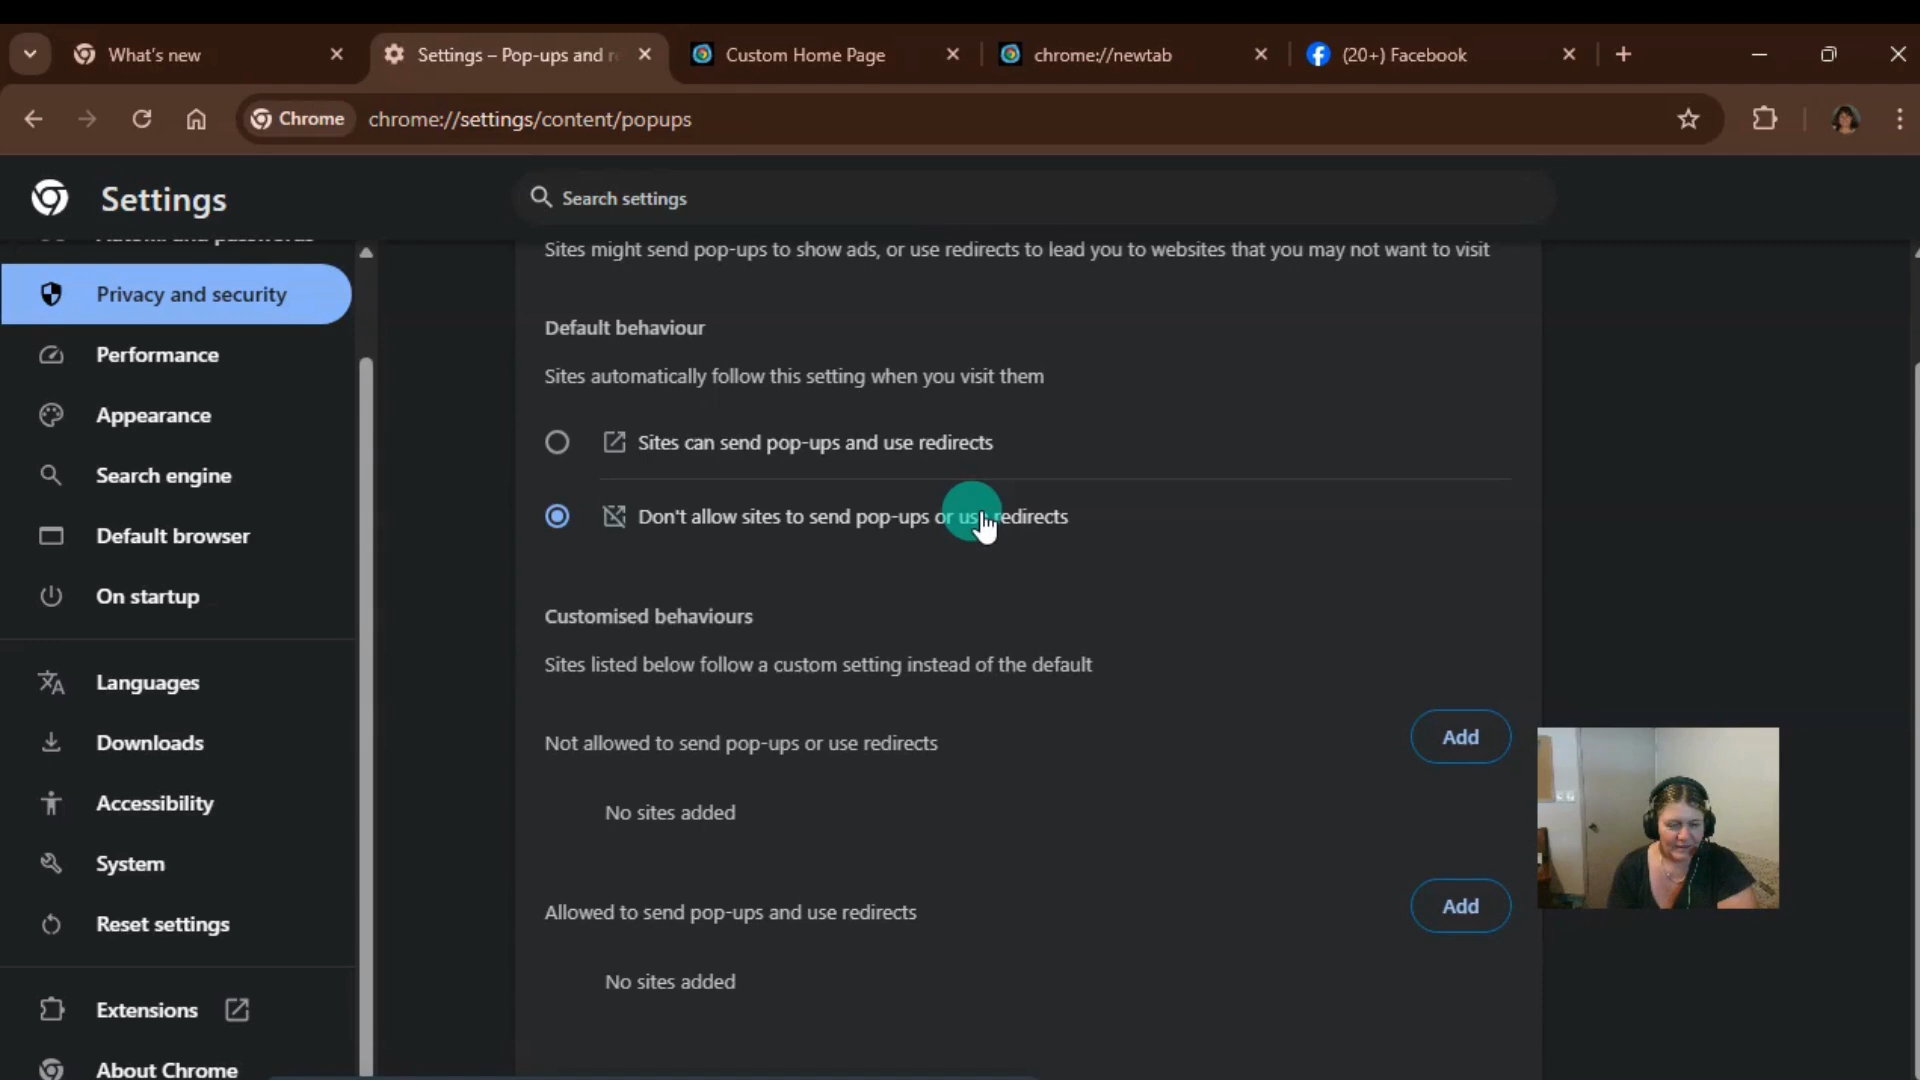 What's new
Settings – Pop-ups and r
Custom Home Page
chrome://newtab
(20+) Facebook
Chrome
chrome://settings/content/popups
Settings
Search settings
Privacy and security
Performance
Appearance
Search engine
Default browser
On startup
Languages
Downloads
Accessibility
System
Reset settings
Extensions
About Chrome
Sites might send pop-ups to show ads, or use redirects to lead you to websites that you may not want to visit
Default behaviour
Sites automatically follow this setting when you visit them
Sites can send pop-ups and use redirects
Don't allow sites to send pop-ups or use redirects
Customised behaviours
Sites listed below follow a custom setting instead of the default
Not allowed to send pop-ups or use redirects
Add
No sites added
Allowed to send pop-ups and use redirects
Add
No sites added